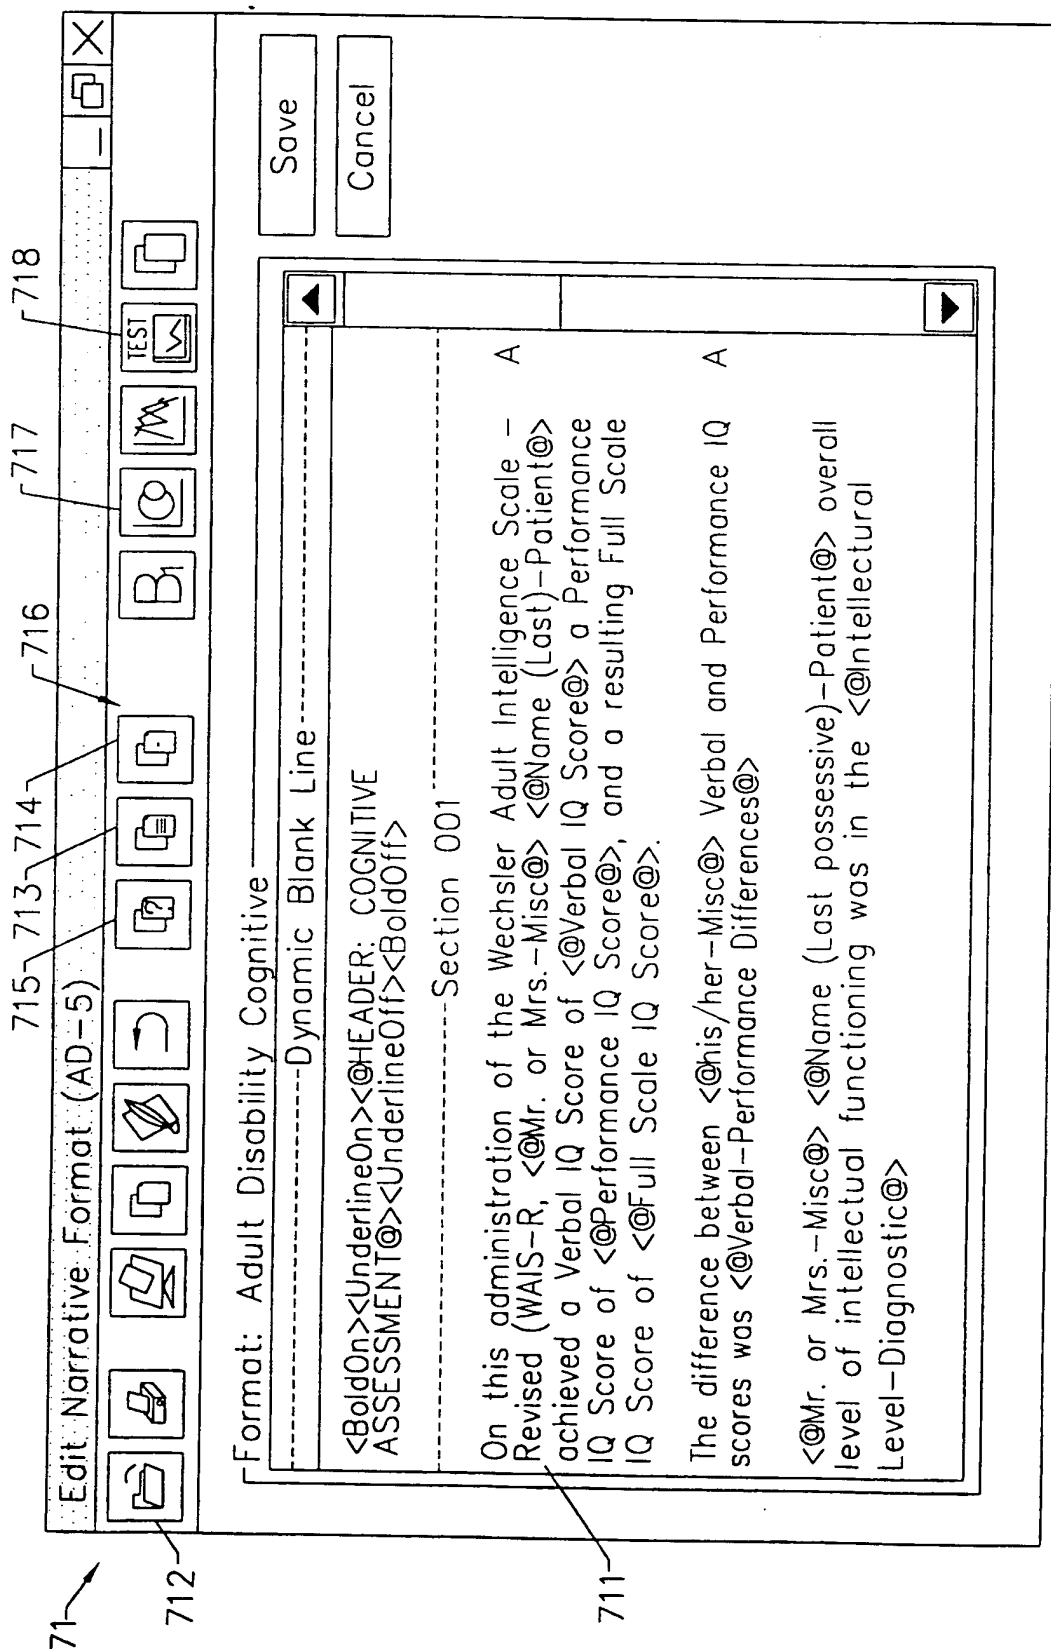 71
Edit Narrative Format (AD-5)
715
713
714
716
717
718
712
B1
TEST
Format: Adult Disability Cognitive
Save
Cancel
Dynamic Blank Line
<BoldOn><UnderlineOn><@HEADER: COGNITIVE
ASSESSMENT@><UnderlineOff><BoldOff>
Section 001
On this administration of the Wechsler Adult Intelligence Scale – A
Revised (WAIS-R, <@Mr. or Mrs.-Misc@> <@Name (Last)-Patient@>
achieved a Verbal IQ Score of <@Verbal IQ Score@> a Performance
IQ Score of <@Performance IQ Score@>, and a resulting Full Scale
IQ Score of <@Full Scale IQ Score@>.
711
The difference between <@his/her-Misc@> Verbal and Performance IQ A
scores was <@Verbal-Performance Differences@>
<@Mr. or Mrs.-Misc@> <@Name (Last possessive)-Patient@> overall
level of intellectual functioning was in the <@Intellectual
Level-Diagnostic@>